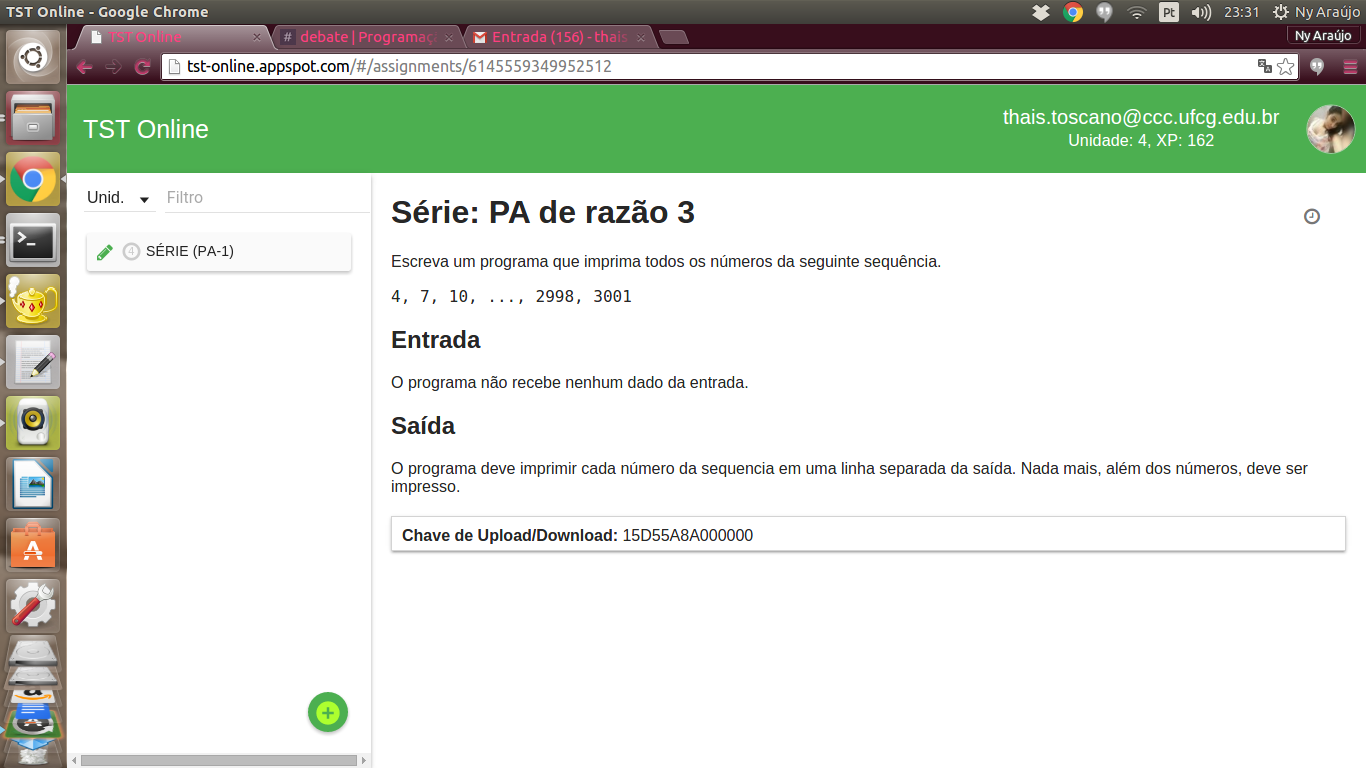 TST Online - Google Chrome
Pt
23:31
Ny Araújo
TST Online
# debate | Programaç
Entrada (156) - thais
Ny Araújo
tst-online.appspot.com/#/assignments/6145559349952512
TST Online
thais.toscano@ccc.ufcg.edu.br
Unidade: 4, XP: 162
Unid.
Filtro
4 SÉRIE (PA-1)
Série: PA de razão 3
Escreva um programa que imprima todos os números da seguinte sequência.
4, 7, 10, ..., 2998, 3001
Entrada
O programa não recebe nenhum dado da entrada.
Saída
O programa deve imprimir cada número da sequencia em uma linha separada da saída. Nada mais, além dos números, deve ser
impresso.
Chave de Upload/Download: 15D55A8A000000